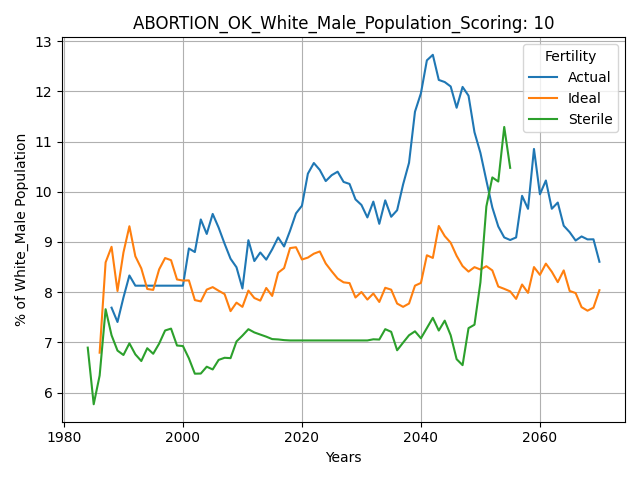 ABORTION_OK_White_Male_Population_Scoring: 10
% of White_Male Population
13
12
11
10
9
8
7
6
Fertility
Actual
Ideal
Sterile
1980
2000
2020
2040
2060
Years